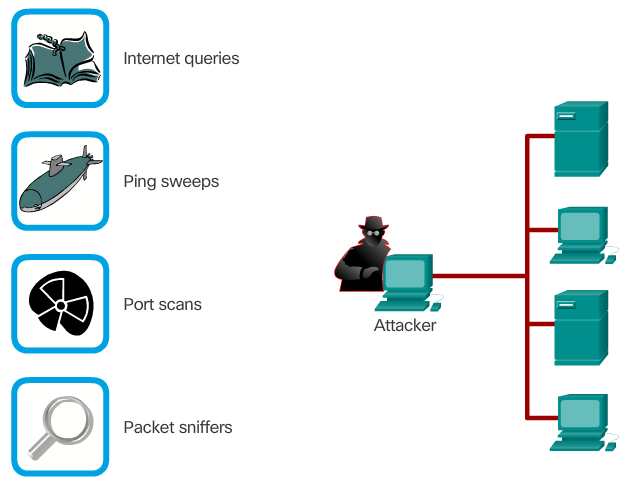 Internet queries
Ping sweeps
Port scans
Packet sniffers
Attacker